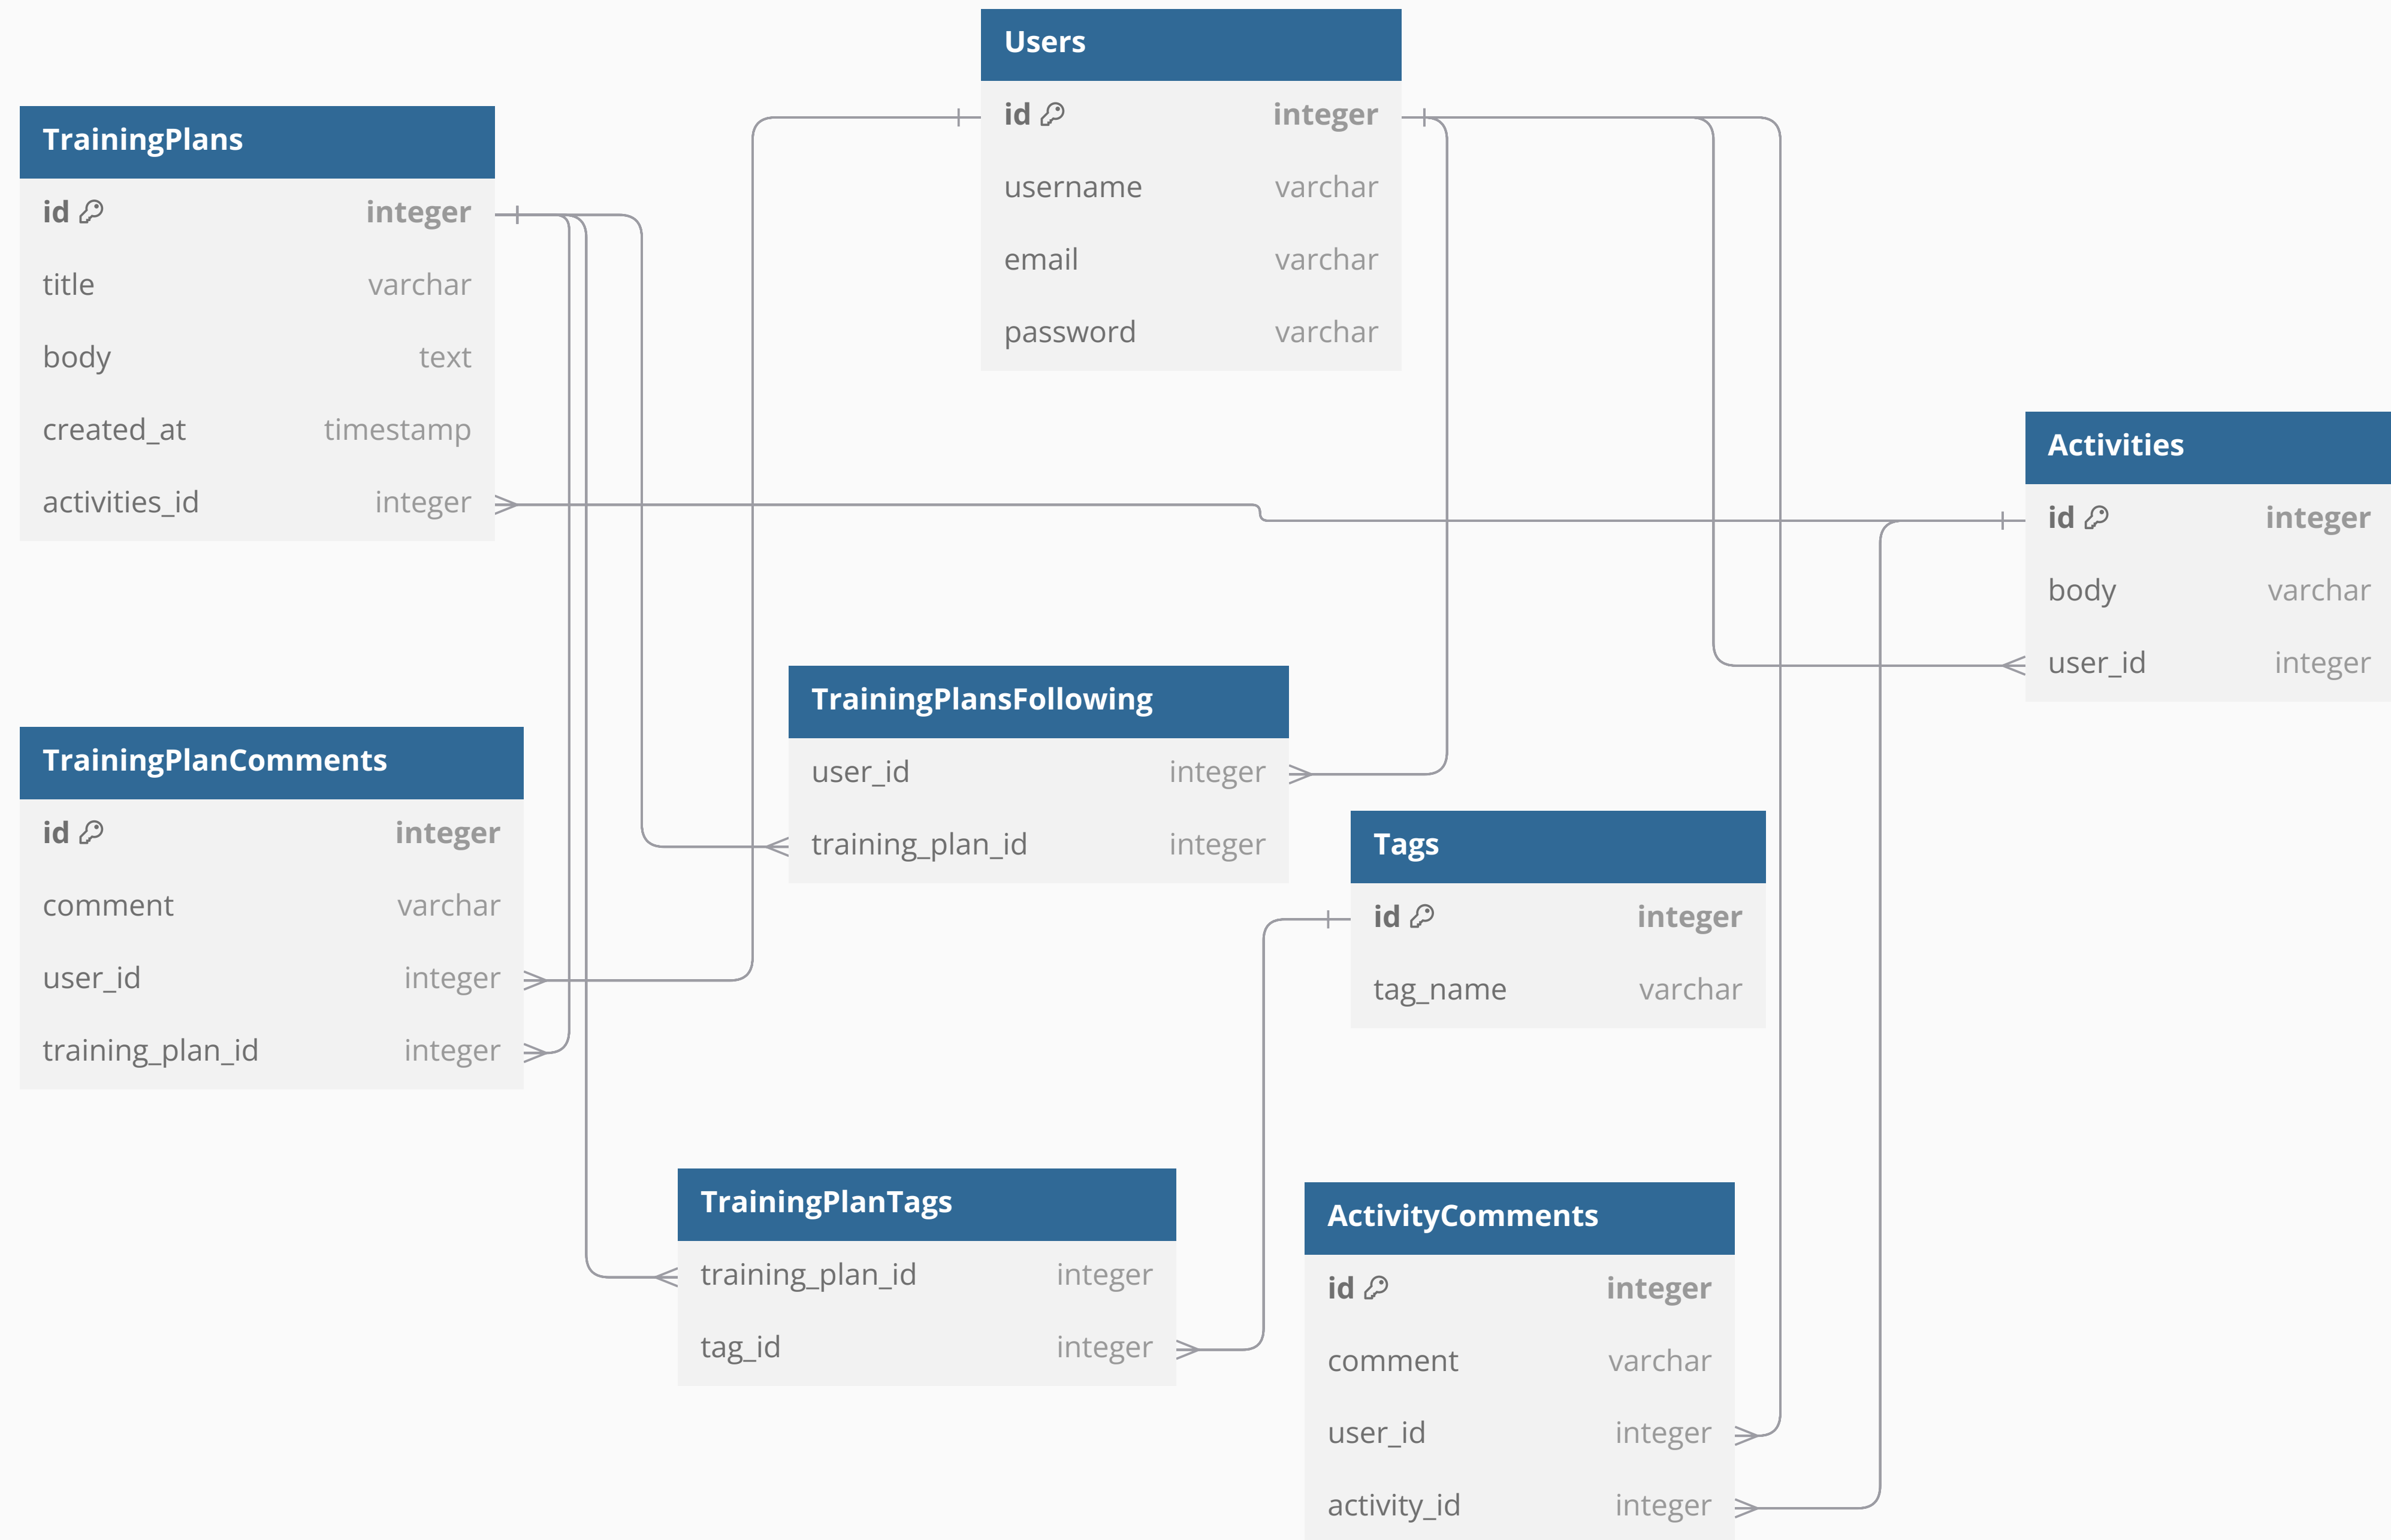 Users
id integer
username varchar
email varchar
password varchar
TrainingPlans
id integer
title varchar
body text
created_at timestamp
activities_id integer
Activities
id integer
body varchar
user_id integer
TrainingPlansFollowing
user_id integer
training_plan_id integer
TrainingPlanComments
id integer
comment varchar
user_id integer
training_plan_id integer
Tags
id integer
tag_name varchar
TrainingPlanTags
training_plan_id integer
tag_id integer
ActivityComments
id integer
comment varchar
user_id integer
activity_id integer